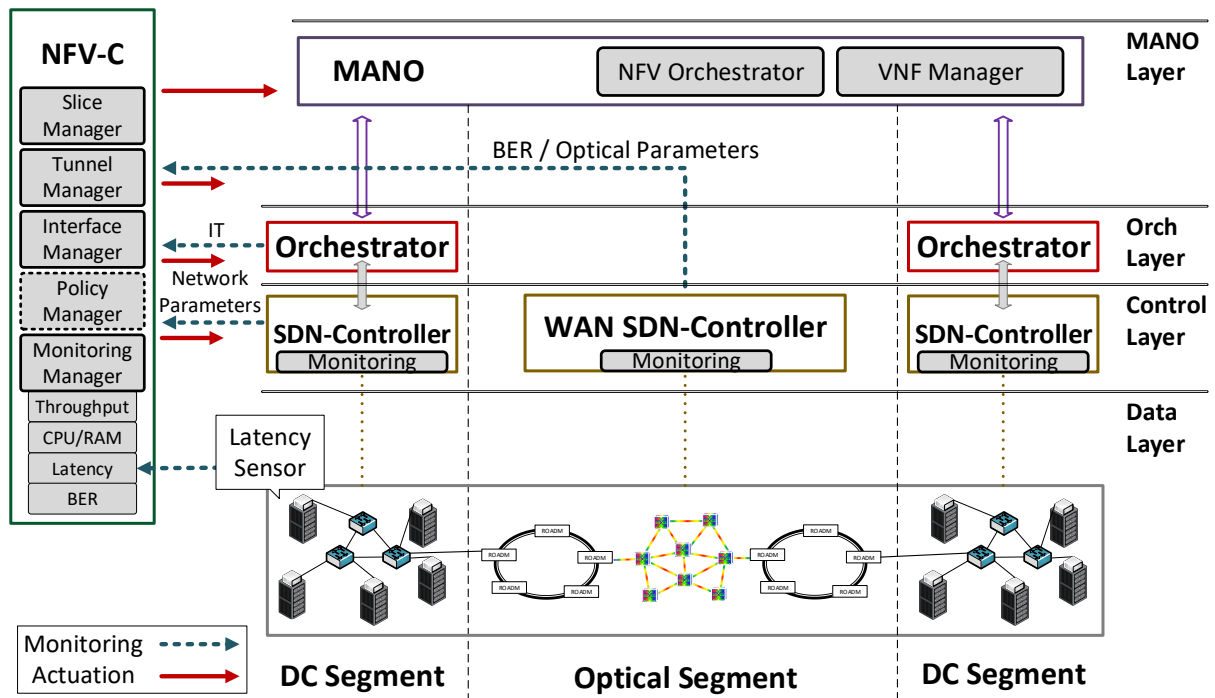 NFV-C
Slice
Manager
Tunnel
Manager
Interface
Manager
Policy
Manager
Monitoring
Manager
Throughput
CPU/RAM
Latency
BER
MANO
NFV Orchestrator
VNF Manager
MANO
Layer
BER / Optical Parameters
IT
Network
Parameters
Orchestrator
Orchestrator
Orch
Layer
SDN-Controller
Monitoring
WAN SDN-Controller
Monitoring
SDN-Controller
Monitoring
Control
Layer
Data
Layer
Latency
Sensor
ROADM
ROADM
ROADM
ROADM
ROADM
ROADM
ROADM
ROADM
ROADM
ROADM
Monitoring
Actuation
DC Segment
Optical Segment
DC Segment